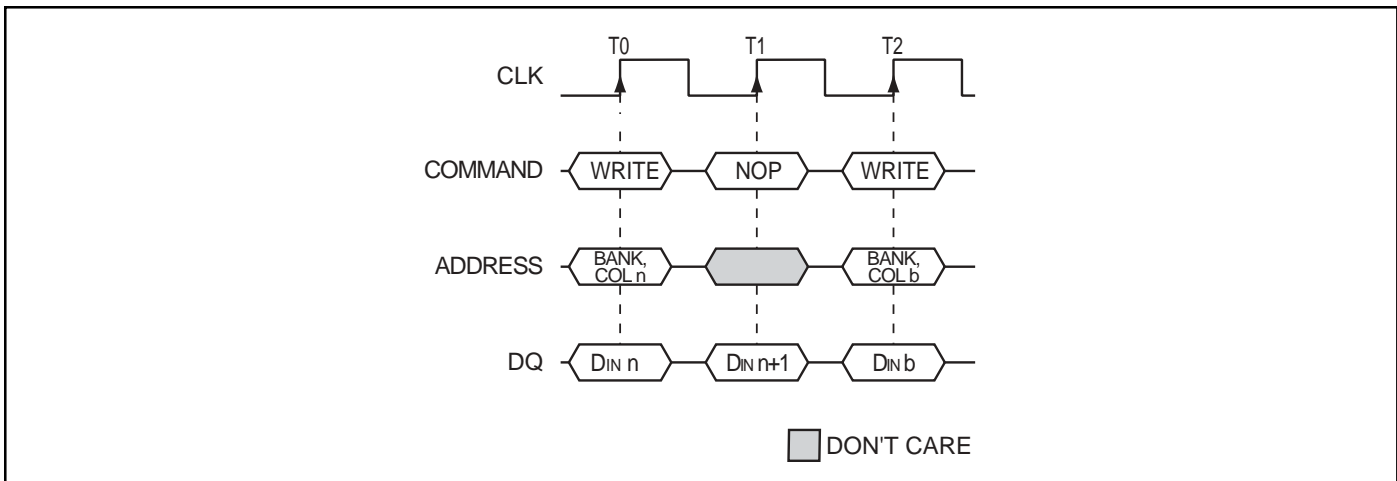 T0 T1 T2
CLK
COMMAND WRITE NOP WRITE
ADDRESS BANK, COL n BANK, COL b
DQ DIN n DIN n+1 DIN b
DON'T CARE